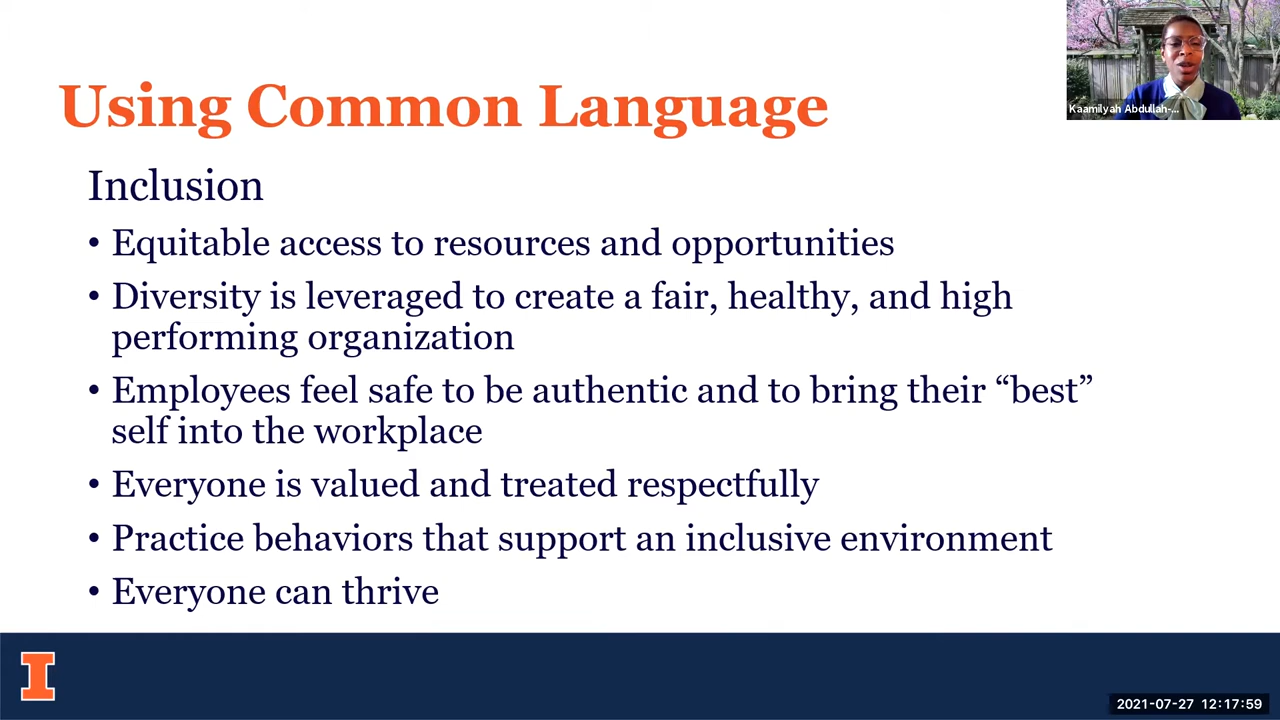 Using Common Language
Kaamilyah Abdullah-...
Inclusion
• Equitable access to resources and opportunities
• Diversity is leveraged to create a fair, healthy, and high
performing organization
• Employees feel safe to be authentic and to bring their “best”
self into the workplace
• Everyone is valued and treated respectfully
• Practice behaviors that support an inclusive environment
• Everyone can thrive
I
2021-07-27 12:17:59